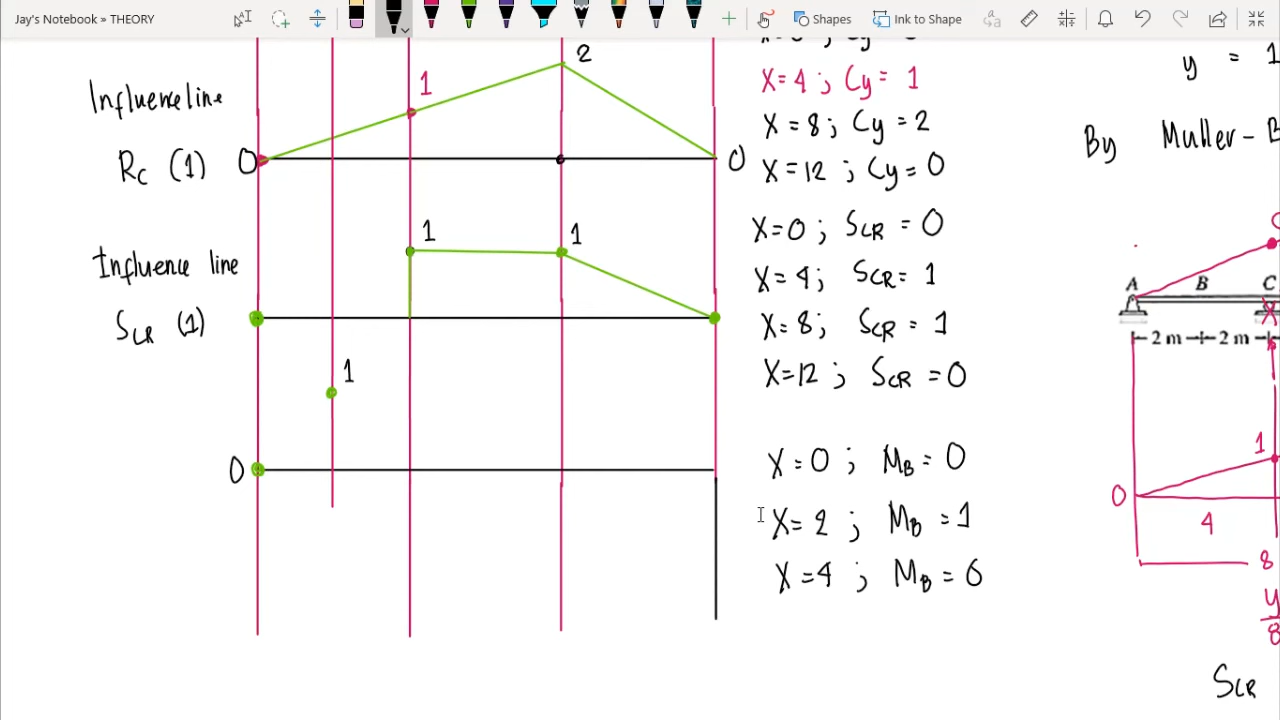 Jay's Notebook » THEORY
Shapes
Ink to Shape
2
Influence line
1
X=4 ; Cy = 1
y = 1
X=8; Cy = 2
By Muller-B
Rc (1)
0
0
X=12 ; Cy= 0
1
1
X=0 ; SCR = 0
Influence line
X=4; SCR= 1
A B C
SCR (1)
X=8; SCR = 1
2 m 2 m
1
X=12 ; SCR = 0
0
X=0 ; MB = 0
1
0
X= 2 ; MB = 1
4
X=4 ; MB = 0
8
y
8
SCR